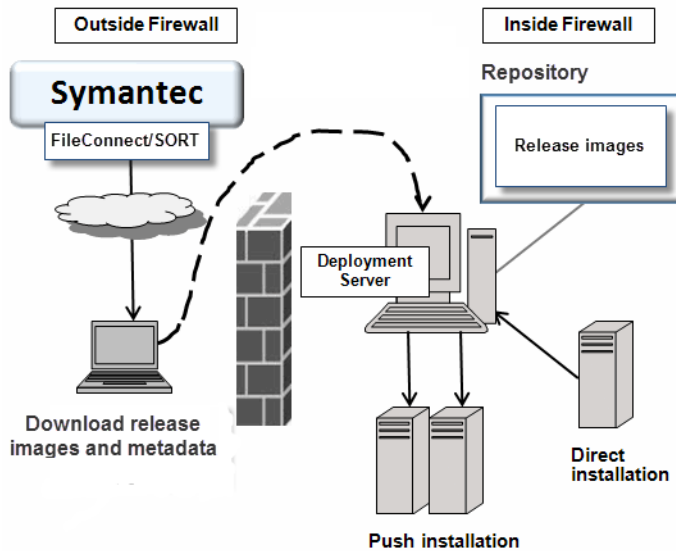 Outside Firewall
Inside Firewall
Symantec
FileConnect/SORT
Repository
Release images
Deployment
Server
Download release
images and metadata
Direct
installation
Push installation